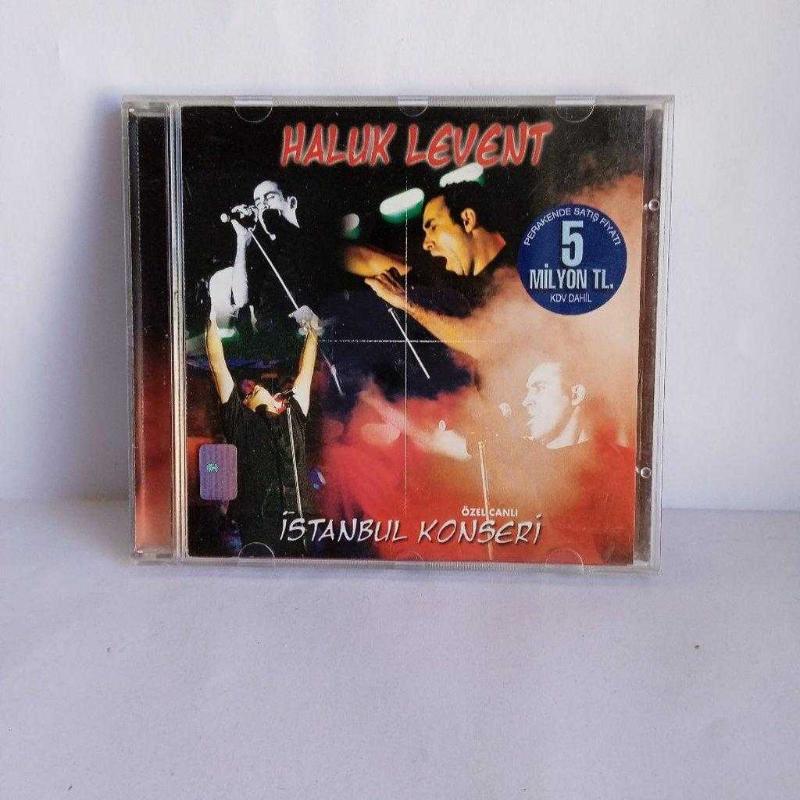 HALUK LEVENT
PERAKENDE SATIŞ FİYATI
5
MİLYON TL.
KDV DAHİL
ÖZEL CANLI
İSTANBUL KONSERİ